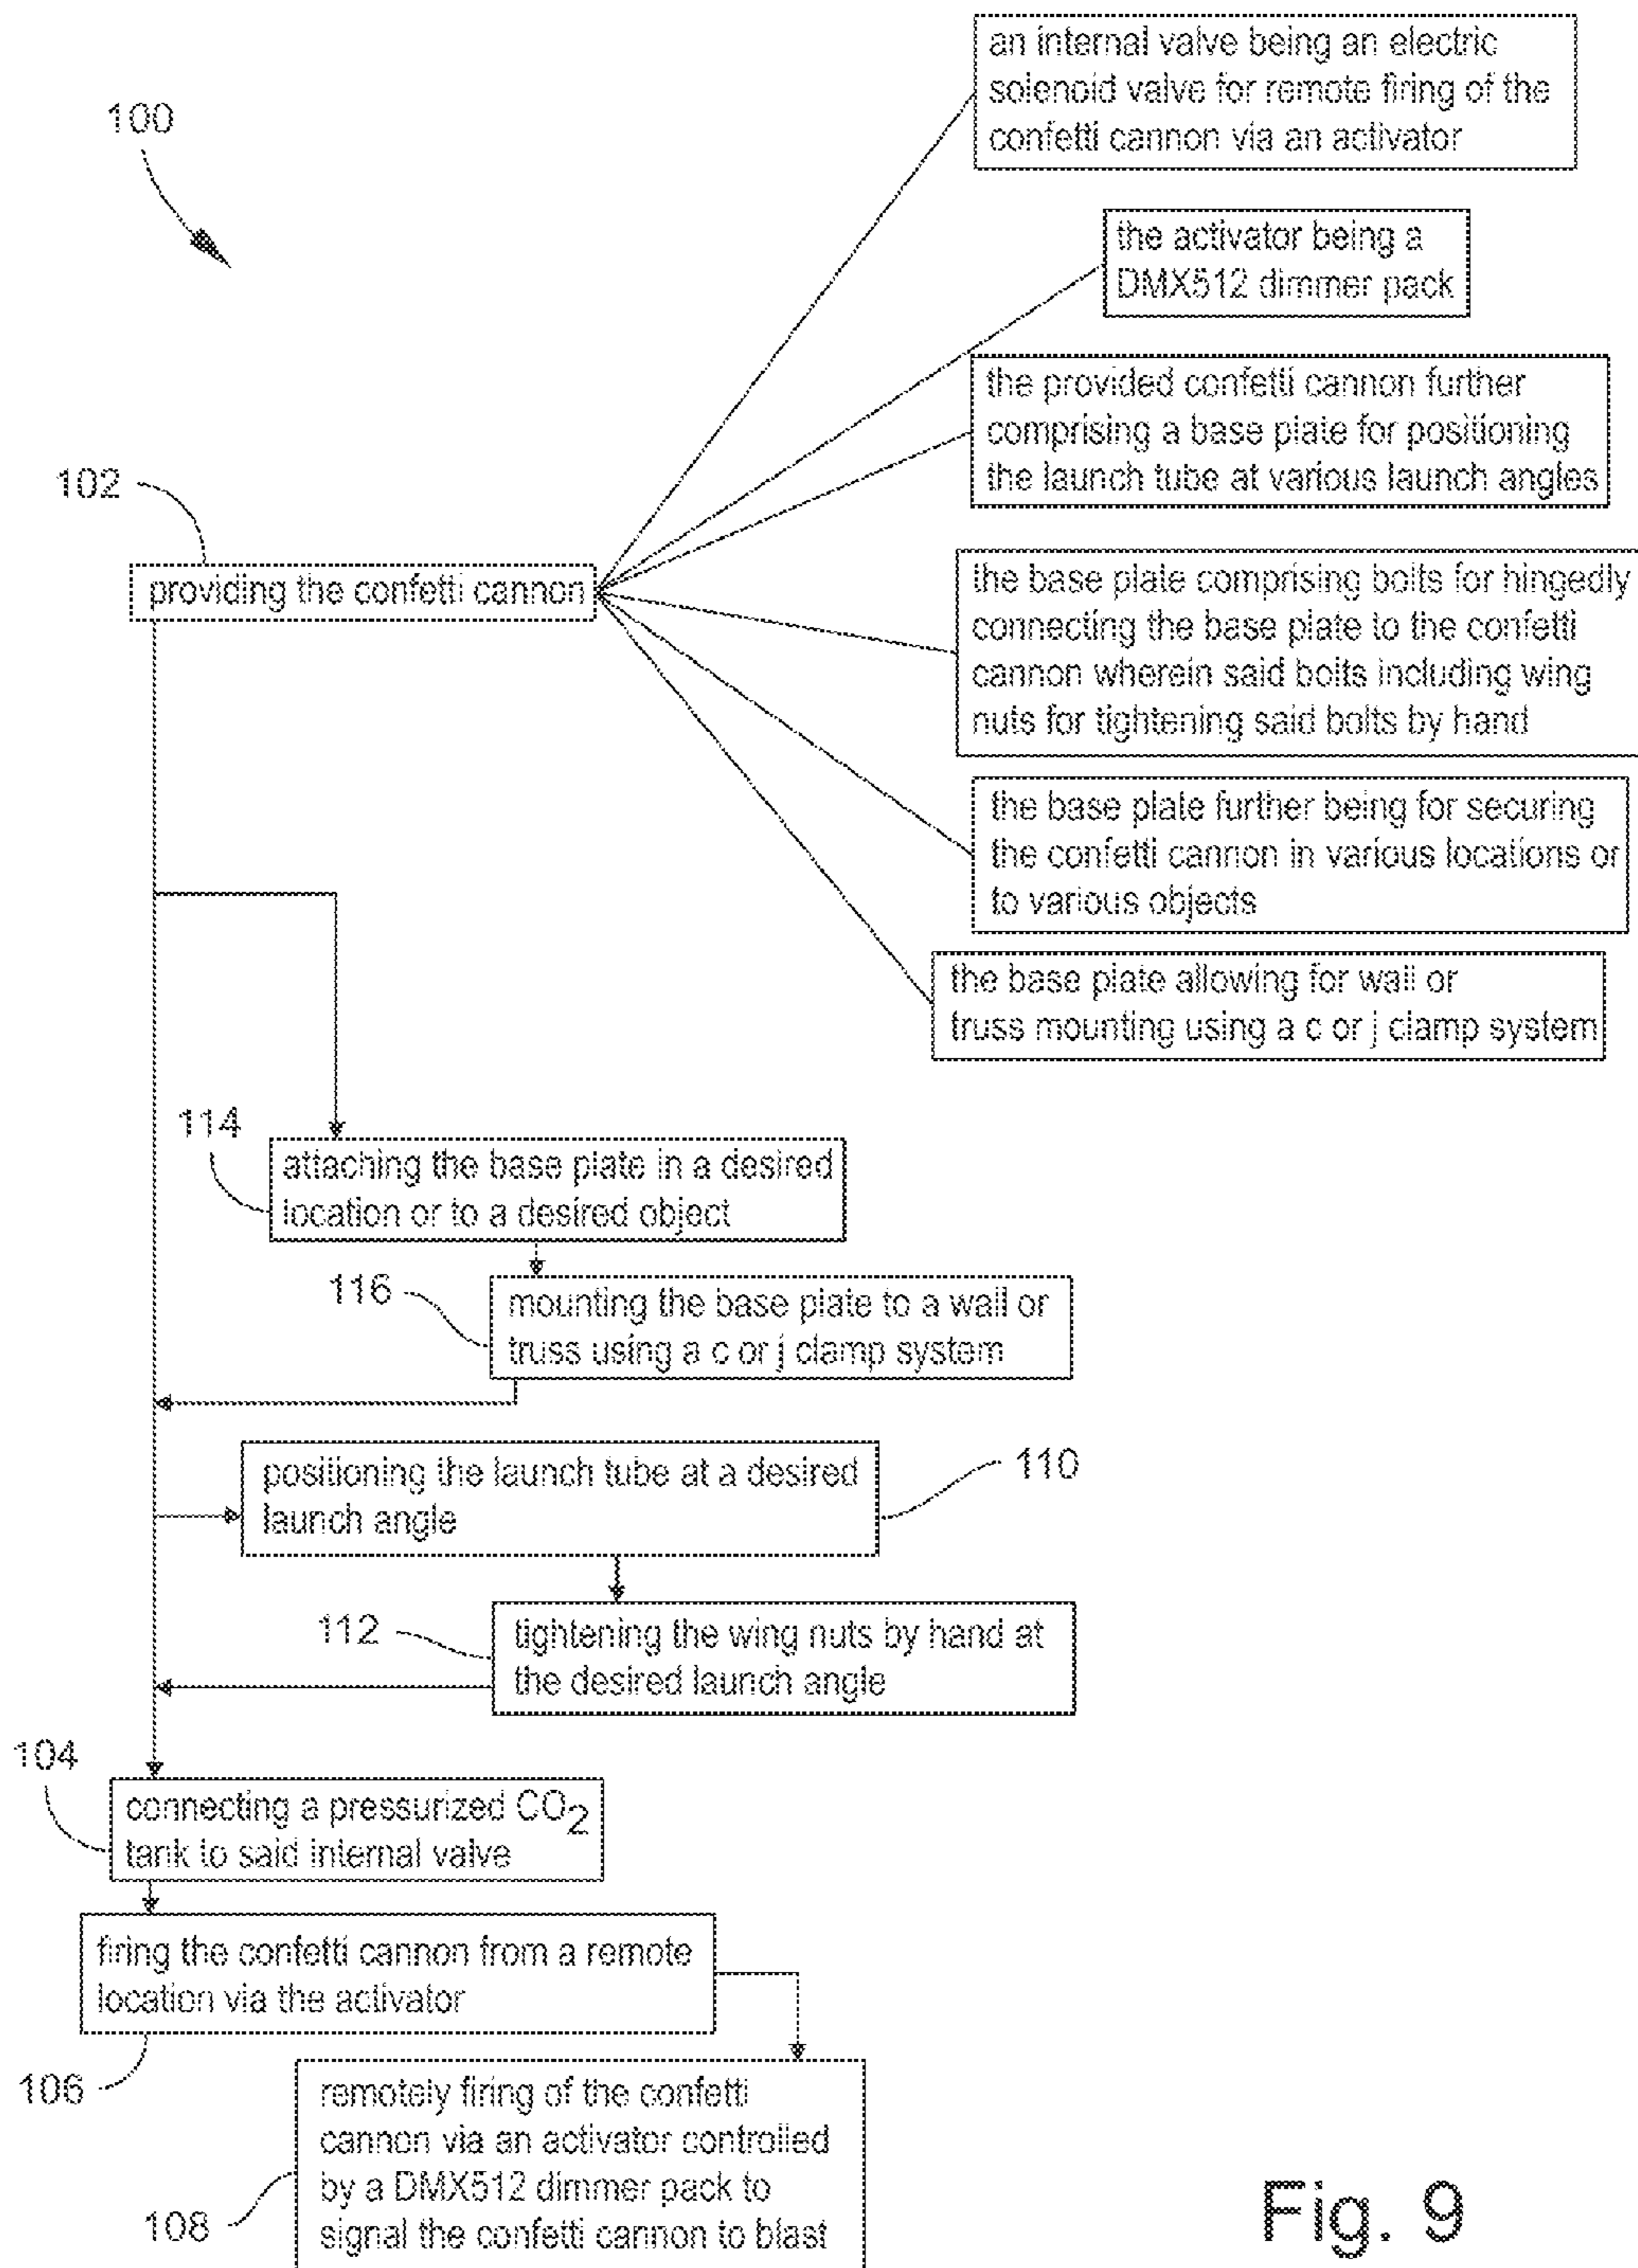 100
an internal valve being an electric
solenoid valve for remote firing of the
confetti cannon via an activator
the activator being a
DMX512 dimmer pack
the provided confetti cannon further
comprising a base plate for positioning
the launch tube at various launch angles
102
providing the confetti cannon
the base plate comprising bolts for hingedly
connecting the base plate to the confetti
cannon wherein said bolts including wing
nuts for tightening said bolts by hand
the base plate further being for securing
the confetti cannon in various locations or
to various objects
the base plate allowing for wall or
truss mounting using a c or j clamp system
114
attaching the base plate in a desired
location or to a desired object
116
mounting the base plate to a wall or
truss using a c or j clamp system
positioning the launch tube at a desired
launch angle
110
112
tightening the wing nuts by hand at
the desired launch angle
104
connecting a pressurized CO2
tank to said internal valve
firing the confetti cannon from a remote
location via the activator
106
remotely firing of the confetti
cannon via an activator controlled
by a DMX512 dimmer pack to
signal the confetti cannon to blast
108
Fig. 9